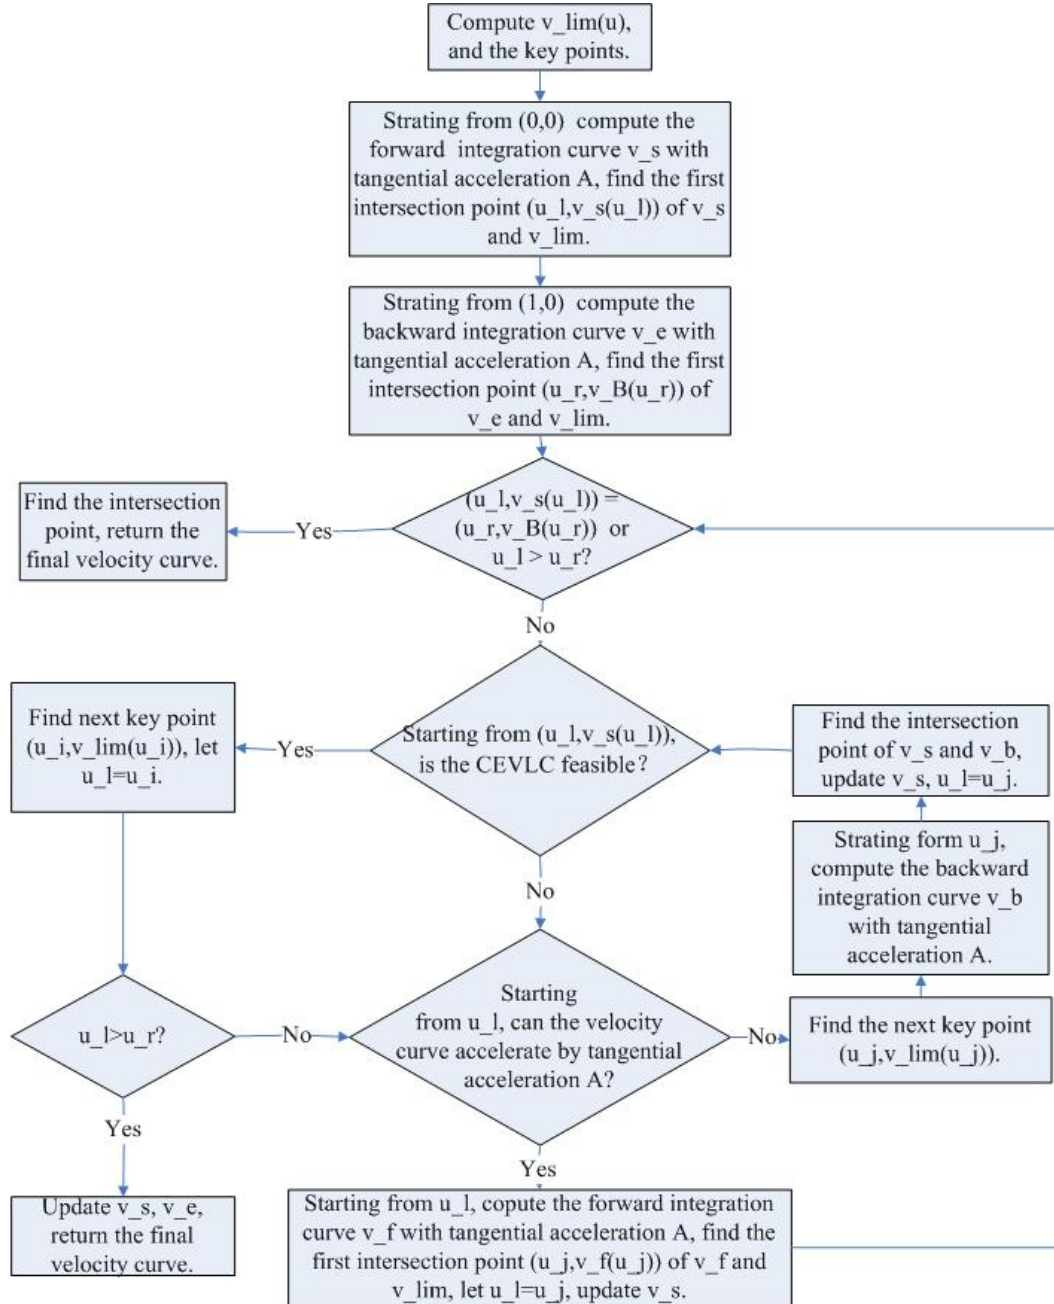 Compute v_lim(u),
and the key points.
Strating from (0,0) compute the
forward integration curve v_s with
tangential acceleration A, find the first
intersection point (u_l,v_s(u_l)) of v_s
and v_lim.
Strating from (1,0) compute the
backward integration curve v_e with
tangential acceleration A, find the first
intersection point (u_r,v_B(u_r)) of
v_e and v_lim.
(u_l,v_s(u_l)) =
(u_r,v_B(u_r)) or
u_l > u_r?
Yes
Find the intersection
point, return the
final velocity curve.
No
Starting from (u_l,v_s(u_l)),
is the CEVLC feasible?
Yes
Find next key point
(u_i,v_lim(u_i)), let
u_l=u_i.
Find the intersection
point of v_s and v_b,
update v_s, u_l=u_j.
Strating form u_j,
compute the backward
integration curve v_b
with tangential
acceleration A.
No
Starting
from u_l, can the velocity
curve accelerate by tangential
acceleration A?
u_l>u_r?
No
No
Find the next key point
(u_j,v_lim(u_j)).
Yes
Yes
Update v_s, v_e,
return the final
velocity curve.
Starting from u_l, copute the forward integration
curve v_f with tangential acceleration A, find the
first intersection point (u_j,v_f(u_j)) of v_f and
v_lim, let u_l=u_j, update v_s.